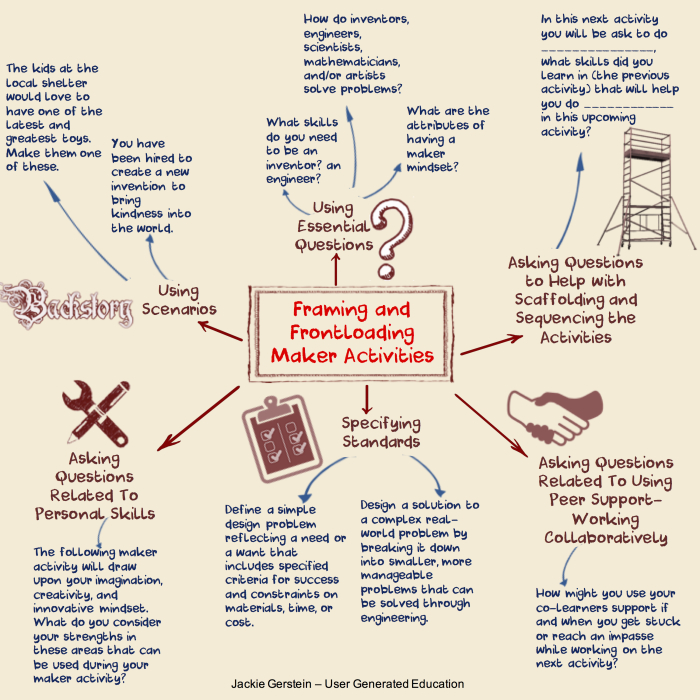 How do inventors,
engineers,
scientists,
mathematicians,
and/or artists
solve problems?
In this next activity
you will be ask to do
________________,
what skills did you
learn in (the previous
activity) that will help
you do _____________
in this upcoming
activity?
The kids at the
local shelter
would love to
have one of the
latest and
greatest toys.
Make them one
of these.
You have
been hired to
create a new
invention to
bring
kindness into
the world.
What skills
do you need
to be an
inventor? an
engineer?
What are the
attributes of
having a
maker
mindset?
Using
Essential
Questions
Backstory
Using
Scenarios
Asking Questions
to Help with
Scaffolding and
Sequencing the
Activities
Framing and
Frontloading
Maker Activities
Asking
Questions
Related To
Personal Skills
The following maker
activity will draw
upon your imagination,
creativity, and
innovative mindset.
What do you consider
your strengths in
these areas that can
be used during your
maker activity?
Specifying
Standards
Define a simple
design problem
reflecting a need or
a want that
includes specified
criteria for success
and constraints on
materials, time, or
cost.
Design a solution to
a complex real-
world problem by
breaking it down
into smaller, more
manageable
problems that can
be solved through
engineering.
Asking Questions
Related To Using
Peer Support-
Working
Collaboratively
How might you use your
co-learners support if
and when you get stuck
or reach an impasse
while working on the
next activity?
Jackie Gerstein – User Generated Education